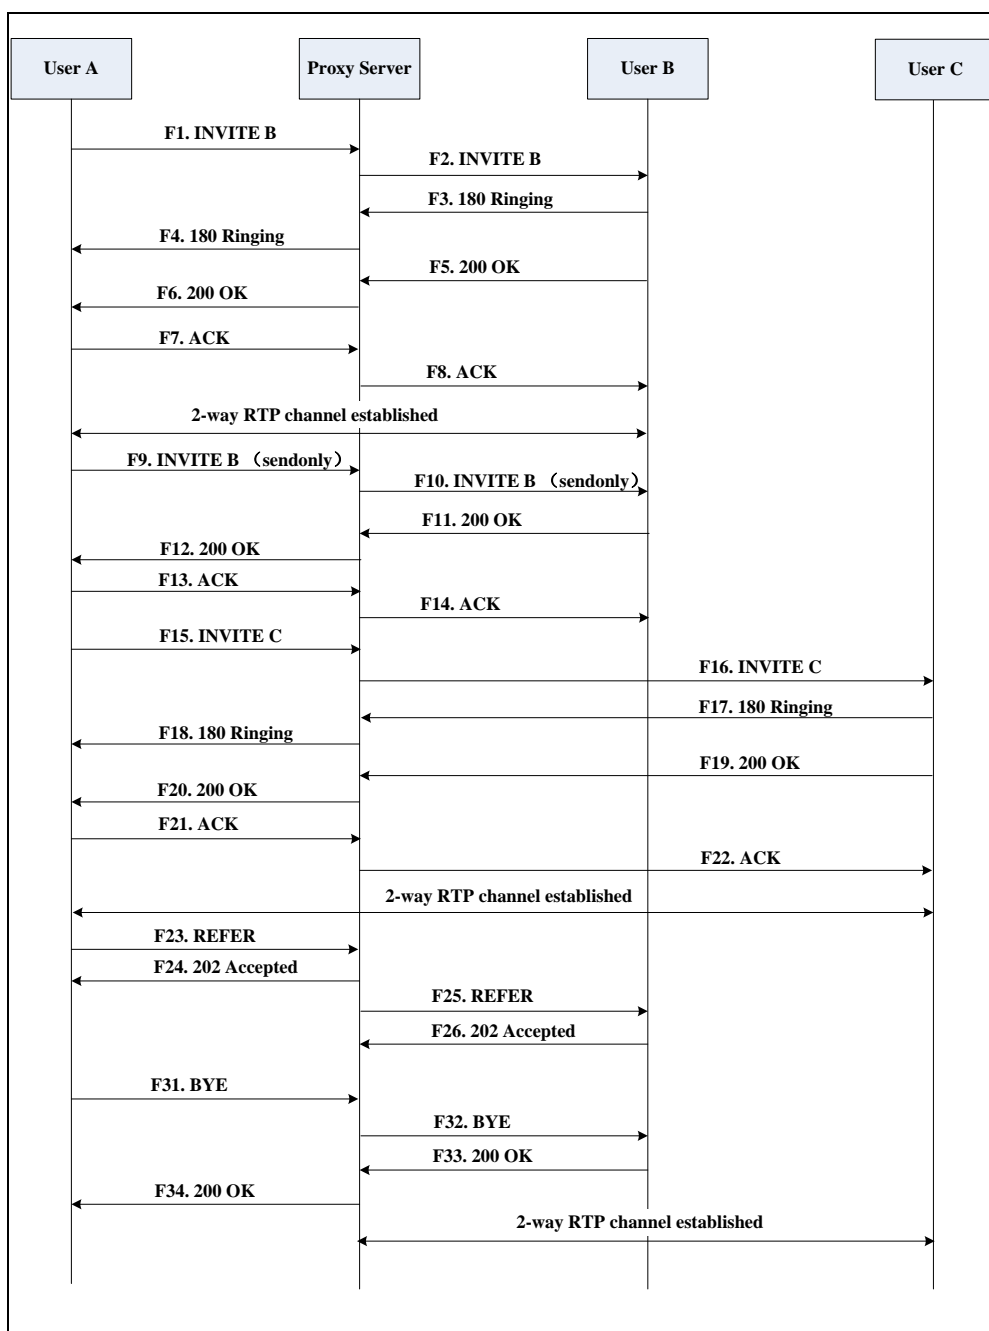 User A
Proxy Server
User B
User C
F1. INVITE B
F2. INVITE B
F3. 180 Ringing
F4. 180 Ringing
F5. 200 OK
F6. 200 OK
F7. ACK
F8. ACK
2-way RTP channel established
F9. INVITE B （sendonly）
F10. INVITE B （sendonly）
F11. 200 OK
F12. 200 OK
F13. ACK
F14. ACK
F15. INVITE C
F16. INVITE C
F17. 180 Ringing
F18. 180 Ringing
F19. 200 OK
F20. 200 OK
F21. ACK
F22. ACK
2-way RTP channel established
F23. REFER
F24. 202 Accepted
F25. REFER
F26. 202 Accepted
F31. BYE
F32. BYE
F33. 200 OK
F34. 200 OK
2-way RTP channel established